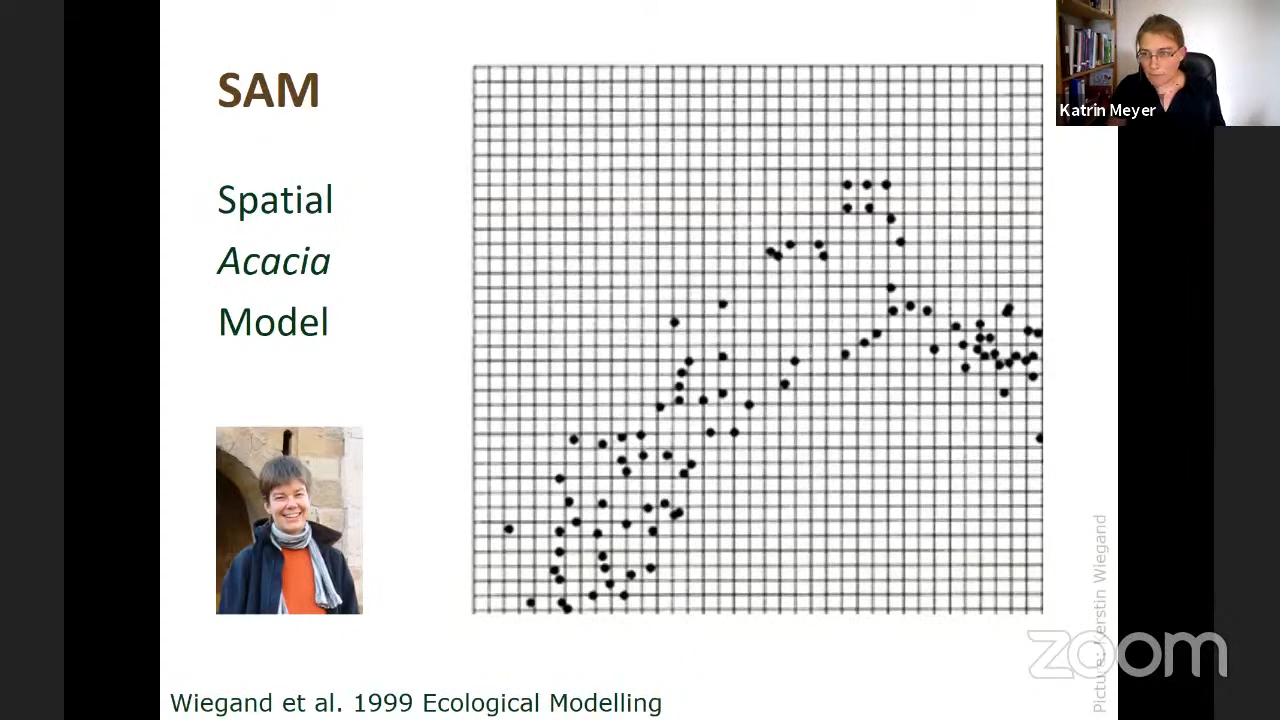 SAM
Spatial
Acacia
Model
Katrin Meyer
Picture: Kerstin Wiegand
zoom
Wiegand et al. 1999 Ecological Modelling